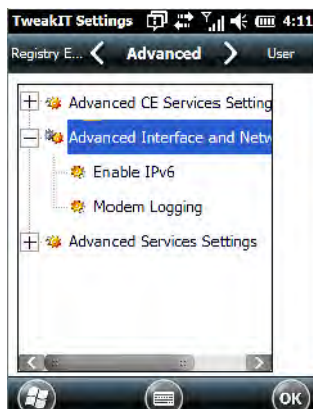 TweakIT Settings 4:11
Registry E... Advanced User
Advanced CE Services Setting
Advanced Interface and Netw
Enable IPv6
Modem Logging
Advanced Services Settings
OK